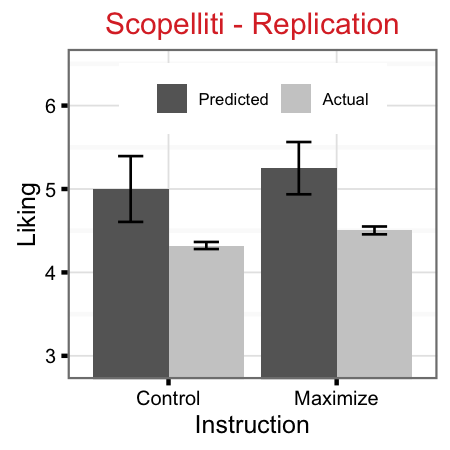 Scopelliti - Replication
Predicted Actual
6
5
4
3
Liking
Control Maximize
Instruction